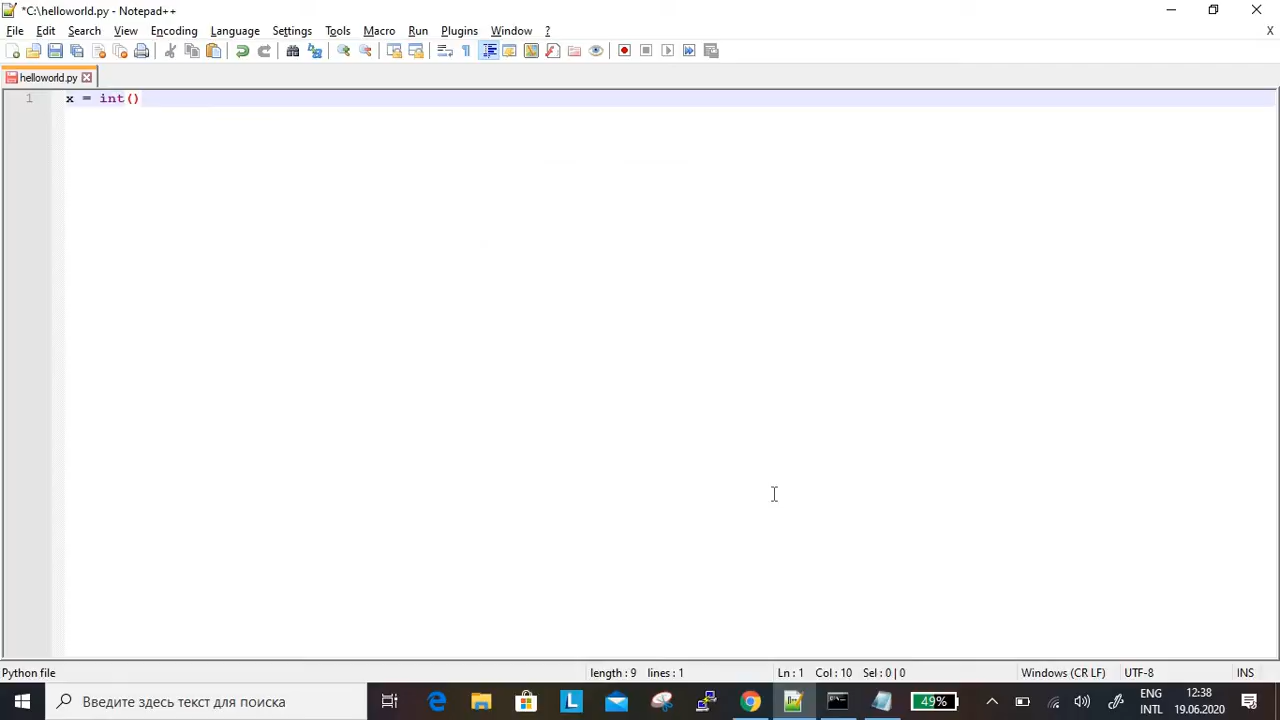 *C:\helloworld.py - Notepad++
File Edit Search View Encoding Language Settings Tools Macro Run Plugins Window ? X
helloworld.py
1 x = int()
Python file length : 9 lines : 1 Ln : 1 Col : 10 Sel : 0 | 0 Windows (CR LF) UTF-8 INS
Введите здесь текст для поиска L 49% ENG INTL 12:38 19.06.2020